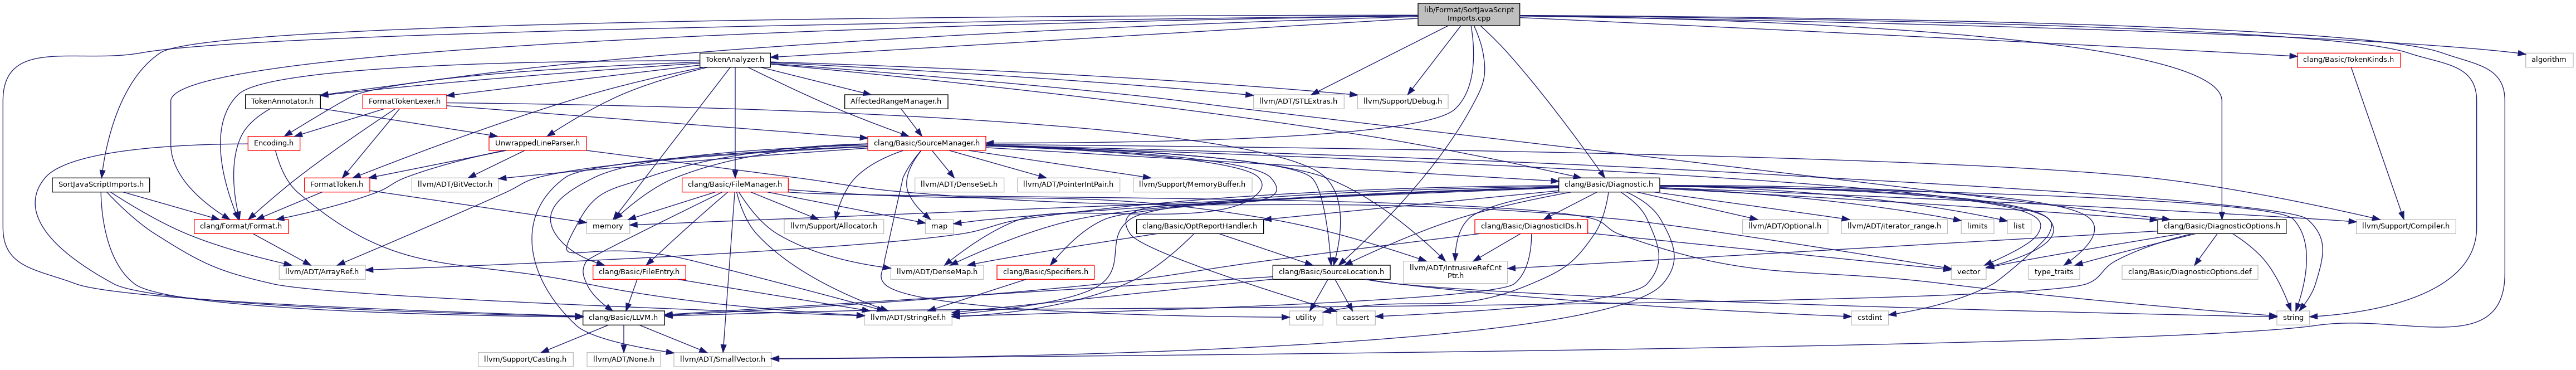 lib/Format/SortJavaScript
Imports.cpp
TokenAnalyzer.h
clang/Basic/TokenKinds.h
algorithm
TokenAnnotator.h
FormatTokenLexer.h
AffectedRangeManager.h
llvm/ADT/STLExtras.h
llvm/Support/Debug.h
Encoding.h
UnwrappedLineParser.h
clang/Basic/SourceManager.h
SortJavaScriptImports.h
FormatToken.h
llvm/ADT/BitVector.h
clang/Basic/FileManager.h
llvm/ADT/DenseSet.h
llvm/ADT/PointerIntPair.h
llvm/Support/MemoryBuffer.h
clang/Basic/Diagnostic.h
clang/Format/Format.h
memory
llvm/Support/Allocator.h
map
clang/Basic/OptReportHandler.h
llvm/ADT/Optional.h
llvm/ADT/iterator_range.h
limits
list
clang/Basic/DiagnosticOptions.h
llvm/Support/Compiler.h
clang/Basic/DiagnosticIDs.h
llvm/ADT/ArrayRef.h
clang/Basic/FileEntry.h
llvm/ADT/DenseMap.h
clang/Basic/Specifiers.h
clang/Basic/SourceLocation.h
llvm/ADT/IntrusiveRefCnt
Ptr.h
vector
type_traits
clang/Basic/DiagnosticOptions.def
clang/Basic/LLVM.h
llvm/ADT/StringRef.h
utility
cassert
cstdint
string
llvm/Support/Casting.h
llvm/ADT/None.h
llvm/ADT/SmallVector.h